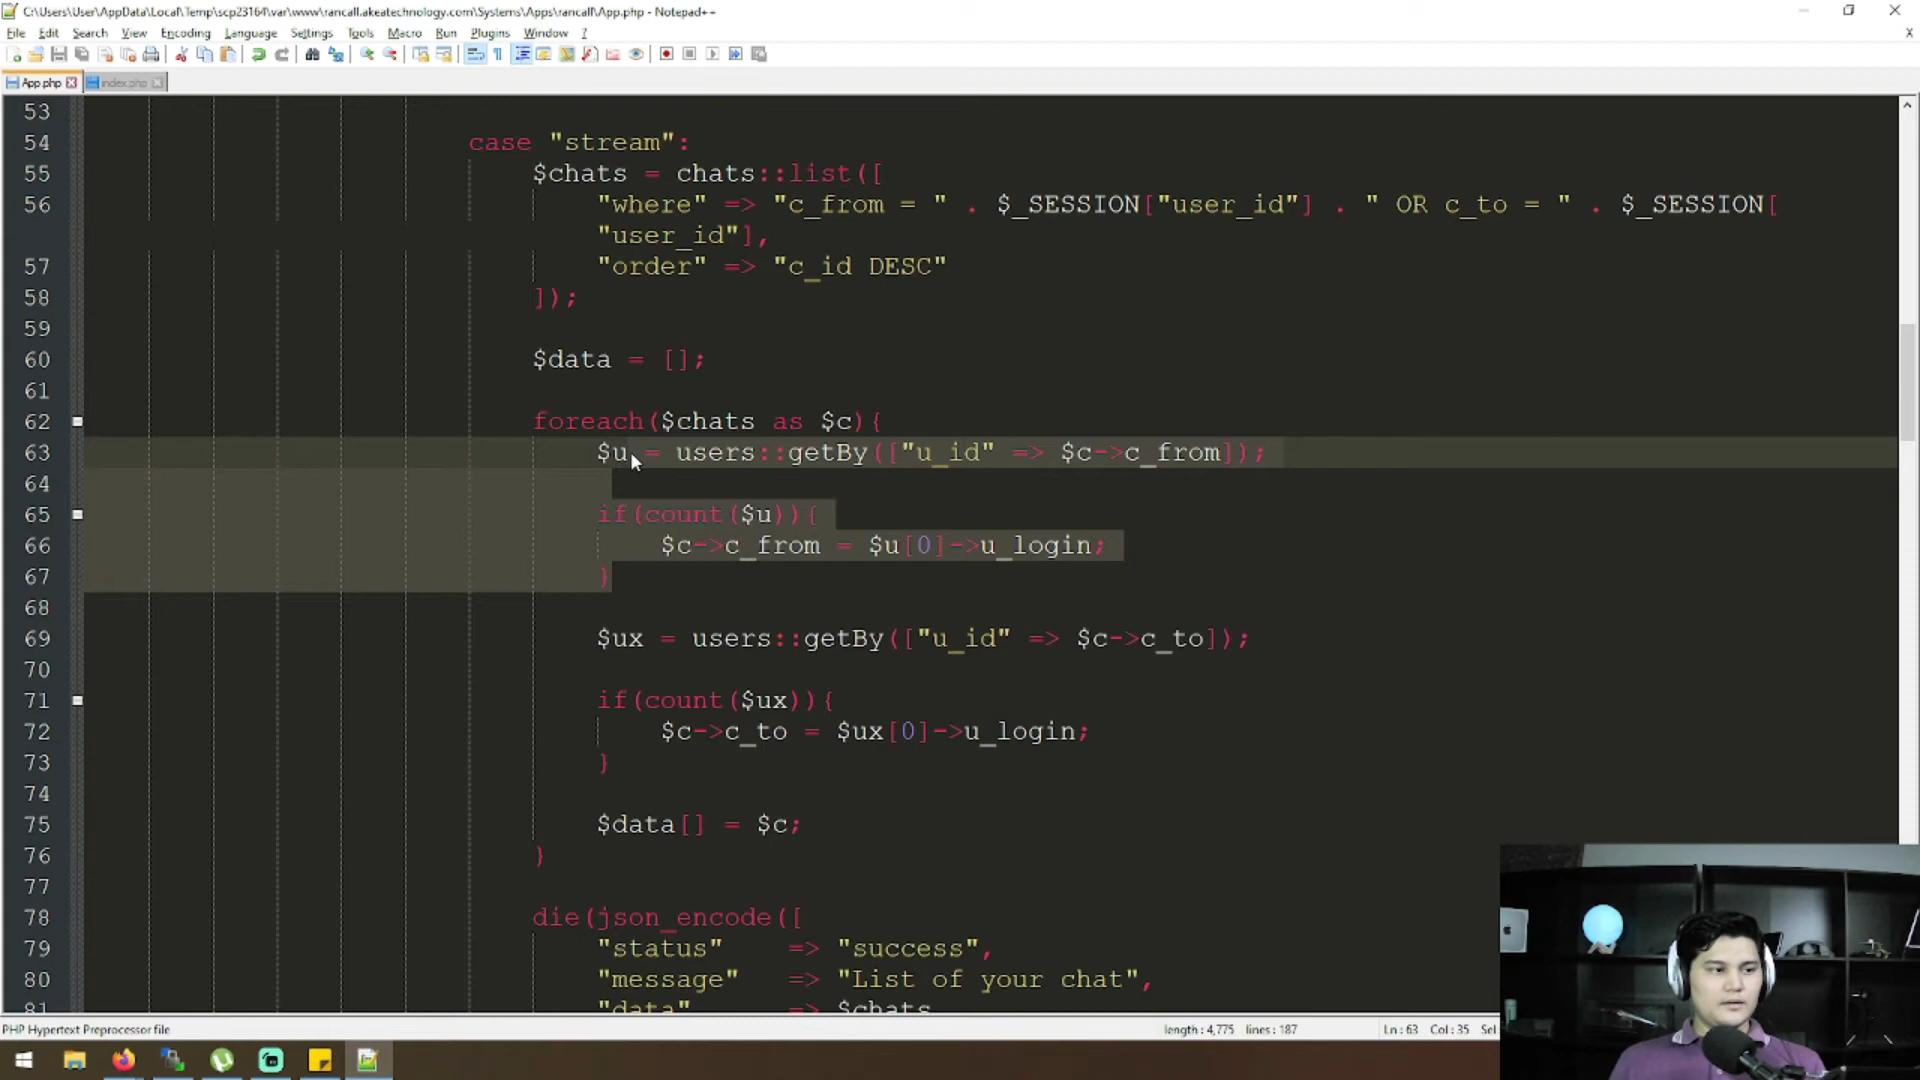 C:\Users\User\AppData\Local\Temp\scp23164\var\www\rancall.akeatechnology.com\Systems\Apps\rancall\App.php - Notepad++
File Edit Search View Encoding Language Settings Tools Macro Run Plugins Window ? X
App.php index.php
53
54 case "stream":
55 $chats = chats::list([
56 "where" => "c_from = " . $_SESSION["user_id"] . " OR c_to = " . $_SESSION[
"user_id"],
57 "order" => "c_id DESC"
58 ]);
59
60 $data = [];
61
62 foreach($chats as $c){
63 $u = users::getBy(["u_id" => $c->c_from]);
64
65 if(count($u)){
66 $c->c_from = $u[0]->u_login;
67 }
68
69 $ux = users::getBy(["u_id" => $c->c_to]);
70
71 if(count($ux)){
72 $c->c_to = $ux[0]->u_login;
73 }
74
75 $data[] = $c;
76 }
77
78 die(json_encode([
79 "status" => "success",
80 "message" => "List of your chat",
81 "data" => $chats
PHP Hypertext Preprocessor file length : 4,775 lines : 187 Ln : 63 Col : 35 Sel